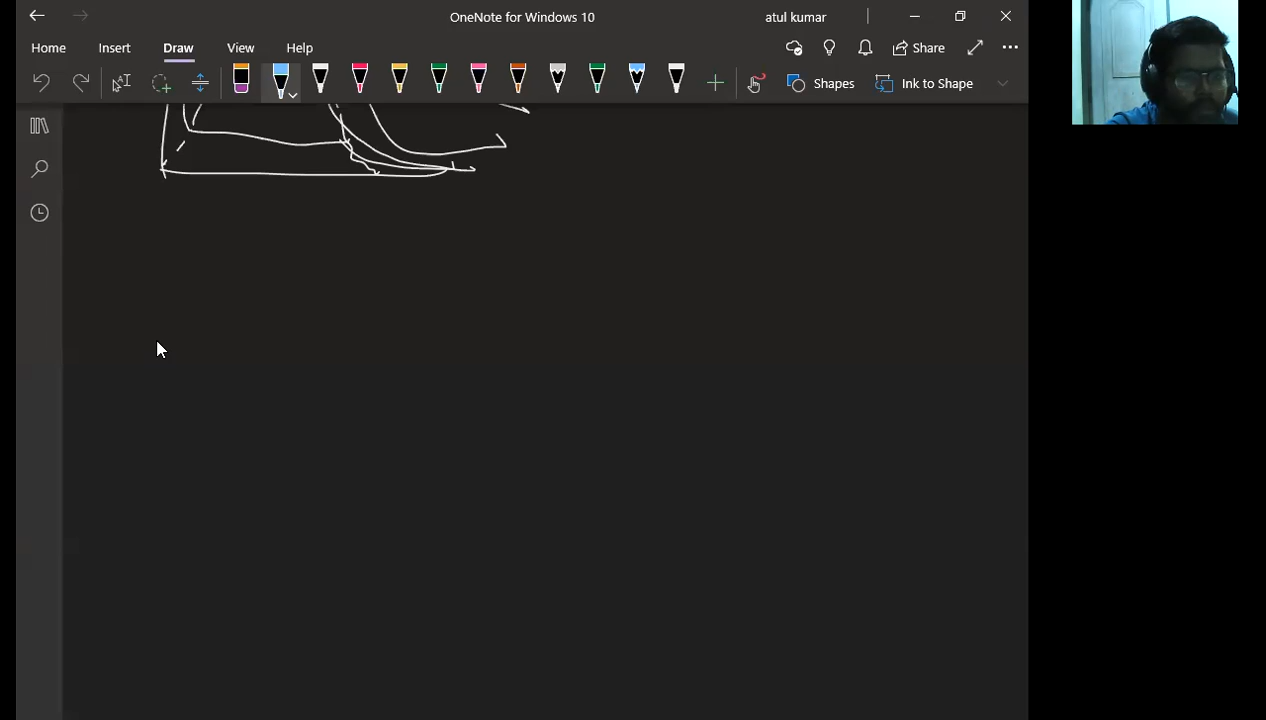 OneNote for Windows 10
atul kumar
Home Insert Draw View Help
Share
Shapes
Ink to Shape